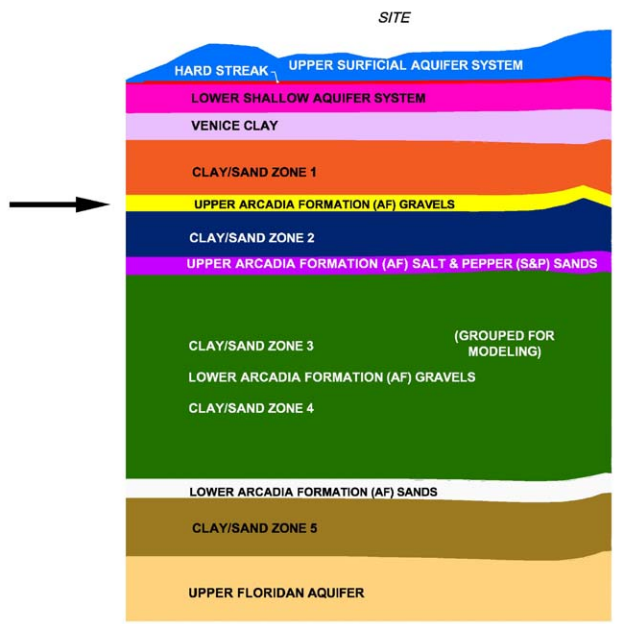 SITE
HARD STREAK
UPPER SURFICIAL AQUIFER SYSTEM
LOWER SHALLOW AQUIFER SYSTEM
VENICE CLAY
CLAY/SAND ZONE 1
UPPER ARCADIA FORMATION (AF) GRAVELS
CLAY/SAND ZONE 2
UPPER ARCADIA FORMATION (AF) SALT & PEPPER (S&P) SANDS
CLAY/SAND ZONE 3
(GROUPED FOR
MODELING)
LOWER ARCADIA FORMATION (AF) GRAVELS
CLAY/SAND ZONE 4
LOWER ARCADIA FORMATION (AF) SANDS
CLAY/SAND ZONE 5
UPPER FLORIDAN AQUIFER